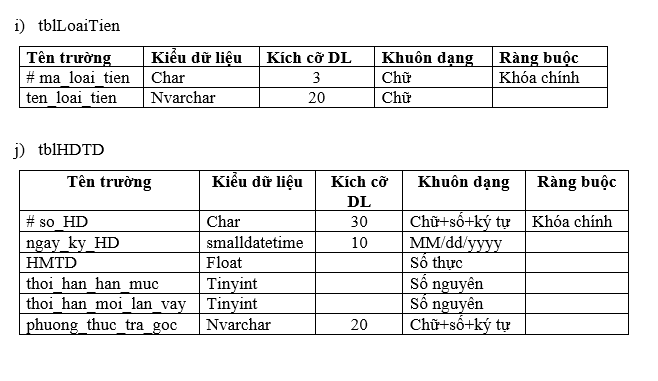 i) tblLoaiTien
Tên trường Kiểu dữ liệu Kích cỡ DL Khuôn dạng Ràng buộc
# ma_loai_tien Char 3 Chữ Khóa chính
ten_loai_tien Nvarchar 20 Chữ
j) tblHDTD
Tên trường Kiểu dữ liệu Kích cỡ DL Khuôn dạng Ràng buộc
# so_HD Char 30 Chữ+số+ký tự Khóa chính
ngay_ky_HD smalldatetime 10 MM/dd/yyyy
HMTD Float Số thực
thoi_han_han_muc Tinyint Số nguyên
thoi_han_moi_lan_vay Tinyint Số nguyên
phuong_thuc_tra_goc Nvarchar 20 Chữ+số+ký tự